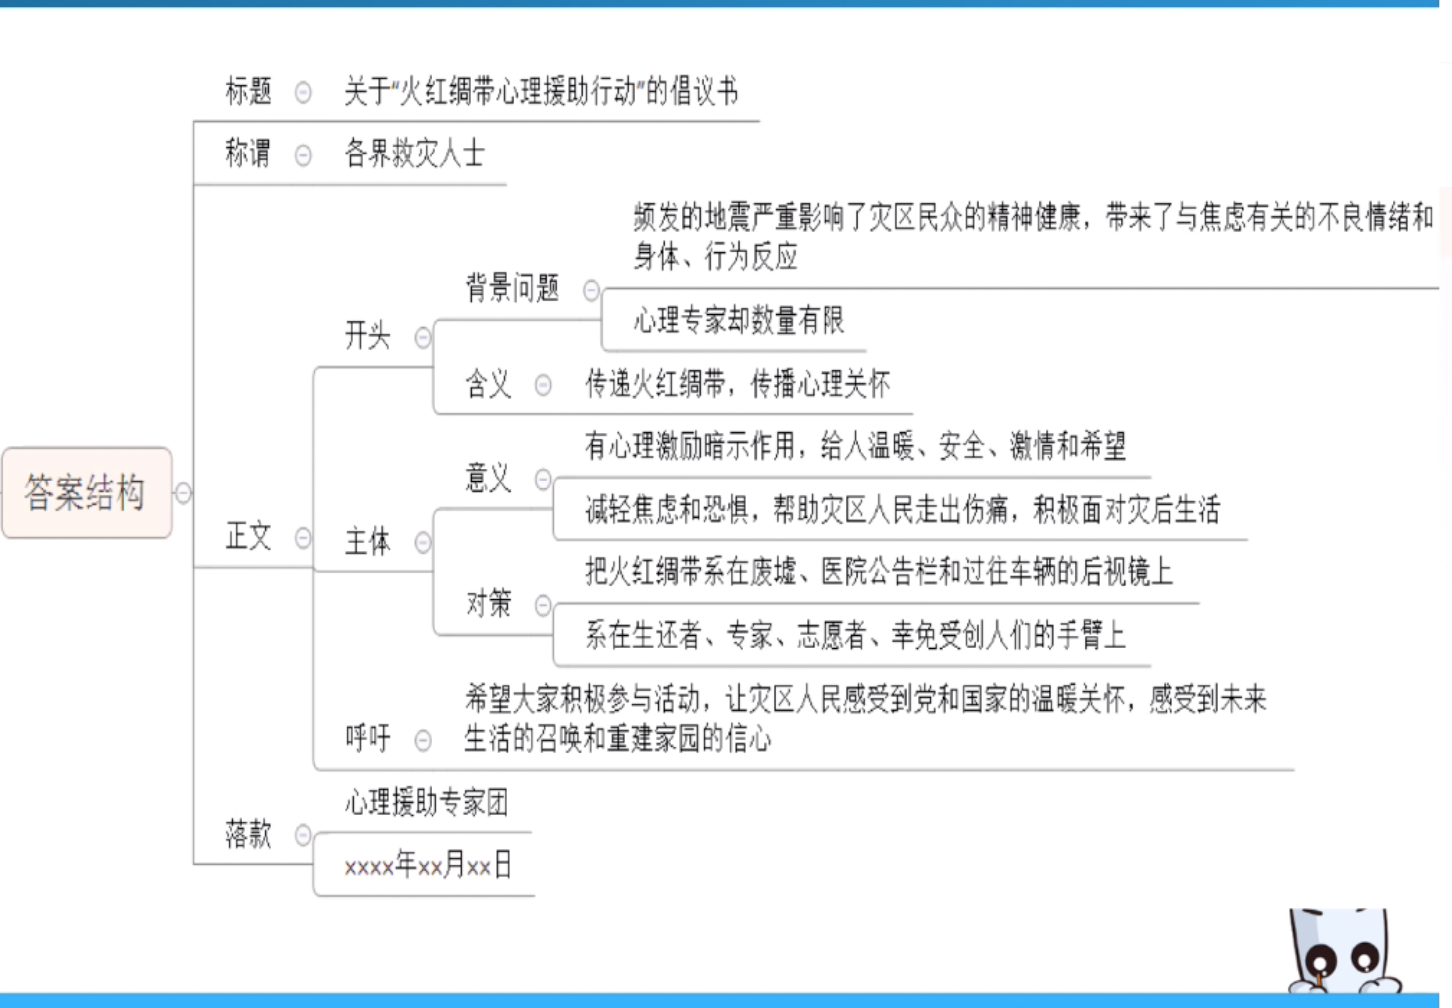 标题 关于“火红绸带心理援助行动”的倡议书
称谓 各界救灾人士
频发的地震严重影响了灾区民众的精神健康，带来了与焦虑有关的不良情绪和
身体、行为反应
背景问题
心理专家却数量有限
开头
含义 传递火红绸带，传播心理关怀
有心理激励暗示作用，给人温暖、安全、激情和希望
意义
减轻焦虑和恐惧，帮助灾区人民走出伤痛，积极面对灾后生活
答案结构
正文
主体
把火红绸带系在废墟、医院公告栏和过往车辆的后视镜上
对策
系在生还者、专家、志愿者、幸免受创人们的手臂上
希望大家积极参与活动，让灾区人民感受到党和国家的温暖关怀，感受到未来
呼吁 生活的召唤和重建家园的信心
心理援助专家团
落款
xxxx年xx月xx日